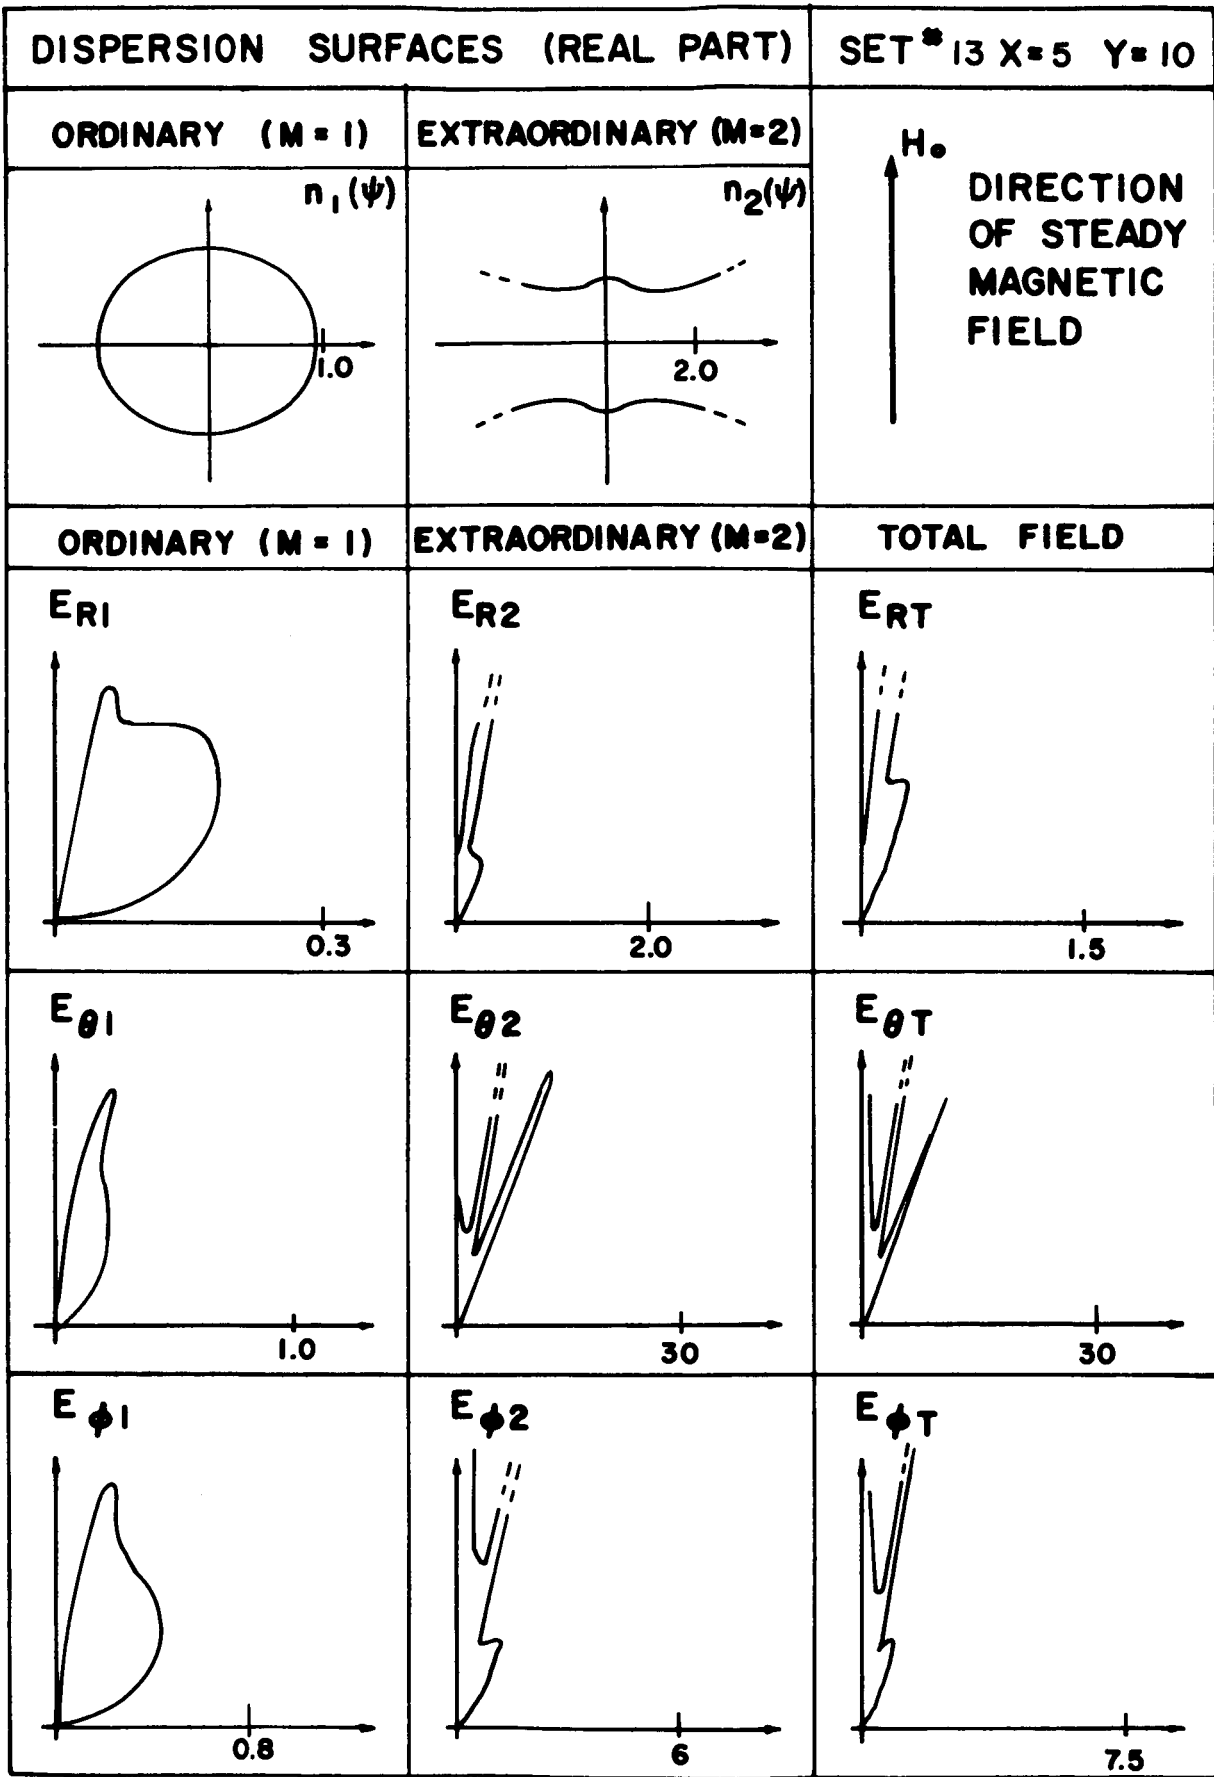 DISPERSION SURFACES (REAL PART)
SET # 13 X=5 Y=10
ORDINARY (M=1)
EXTRAORDINARY (M=2)
n1(ψ)
1.0
n2(ψ)
2.0
H0
DIRECTION
OF STEADY
MAGNETIC
FIELD
ORDINARY (M=1)
EXTRAORDINARY (M=2)
TOTAL FIELD
ER1
0.3
ER2
2.0
ERT
1.5
Eθ1
1.0
Eθ2
30
EθT
30
Eϕ1
0.8
Eϕ2
6
EϕT
7.5